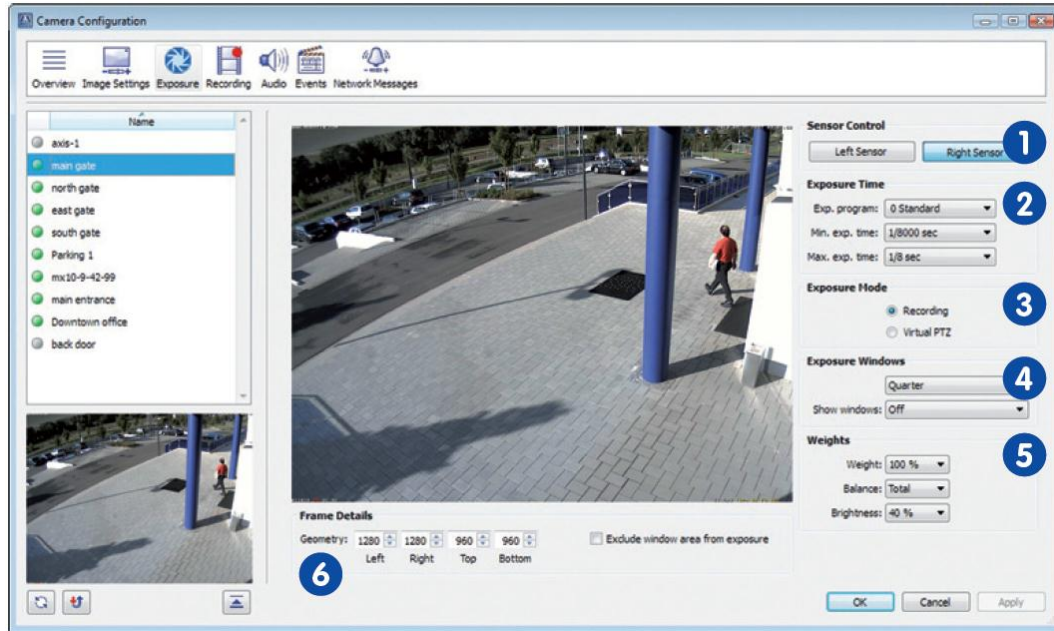 Camera Configuration
Overview Image Settings Exposure Recording Audio Events Network Messages
Name
axis-1
main gate
north gate
east gate
south gate
Parking 1
mx10-9-42-99
main entrance
Downtown office
back door
Sensor Control
Left Sensor Right Sensor 1
Exposure Time
Exp. program: 0 Standard 2
Min. exp. time: 1/8000 sec
Max. exp. time: 1/8 sec
Exposure Mode
Recording 3
Virtual PTZ
Exposure Windows
Quarter 4
Show windows: Off
Weights
Weight: 100 % 5
Balance: Total
Brightness: 40 %
Frame Details
Geometry: 1280 1280 960 960 Exclude window area from exposure
Left Right Top Bottom
6
OK Cancel Apply